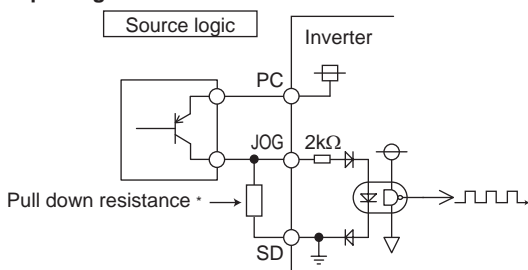 Source logic
Inverter
PC
JOG
2kΩ
Pull down resistance *
SD